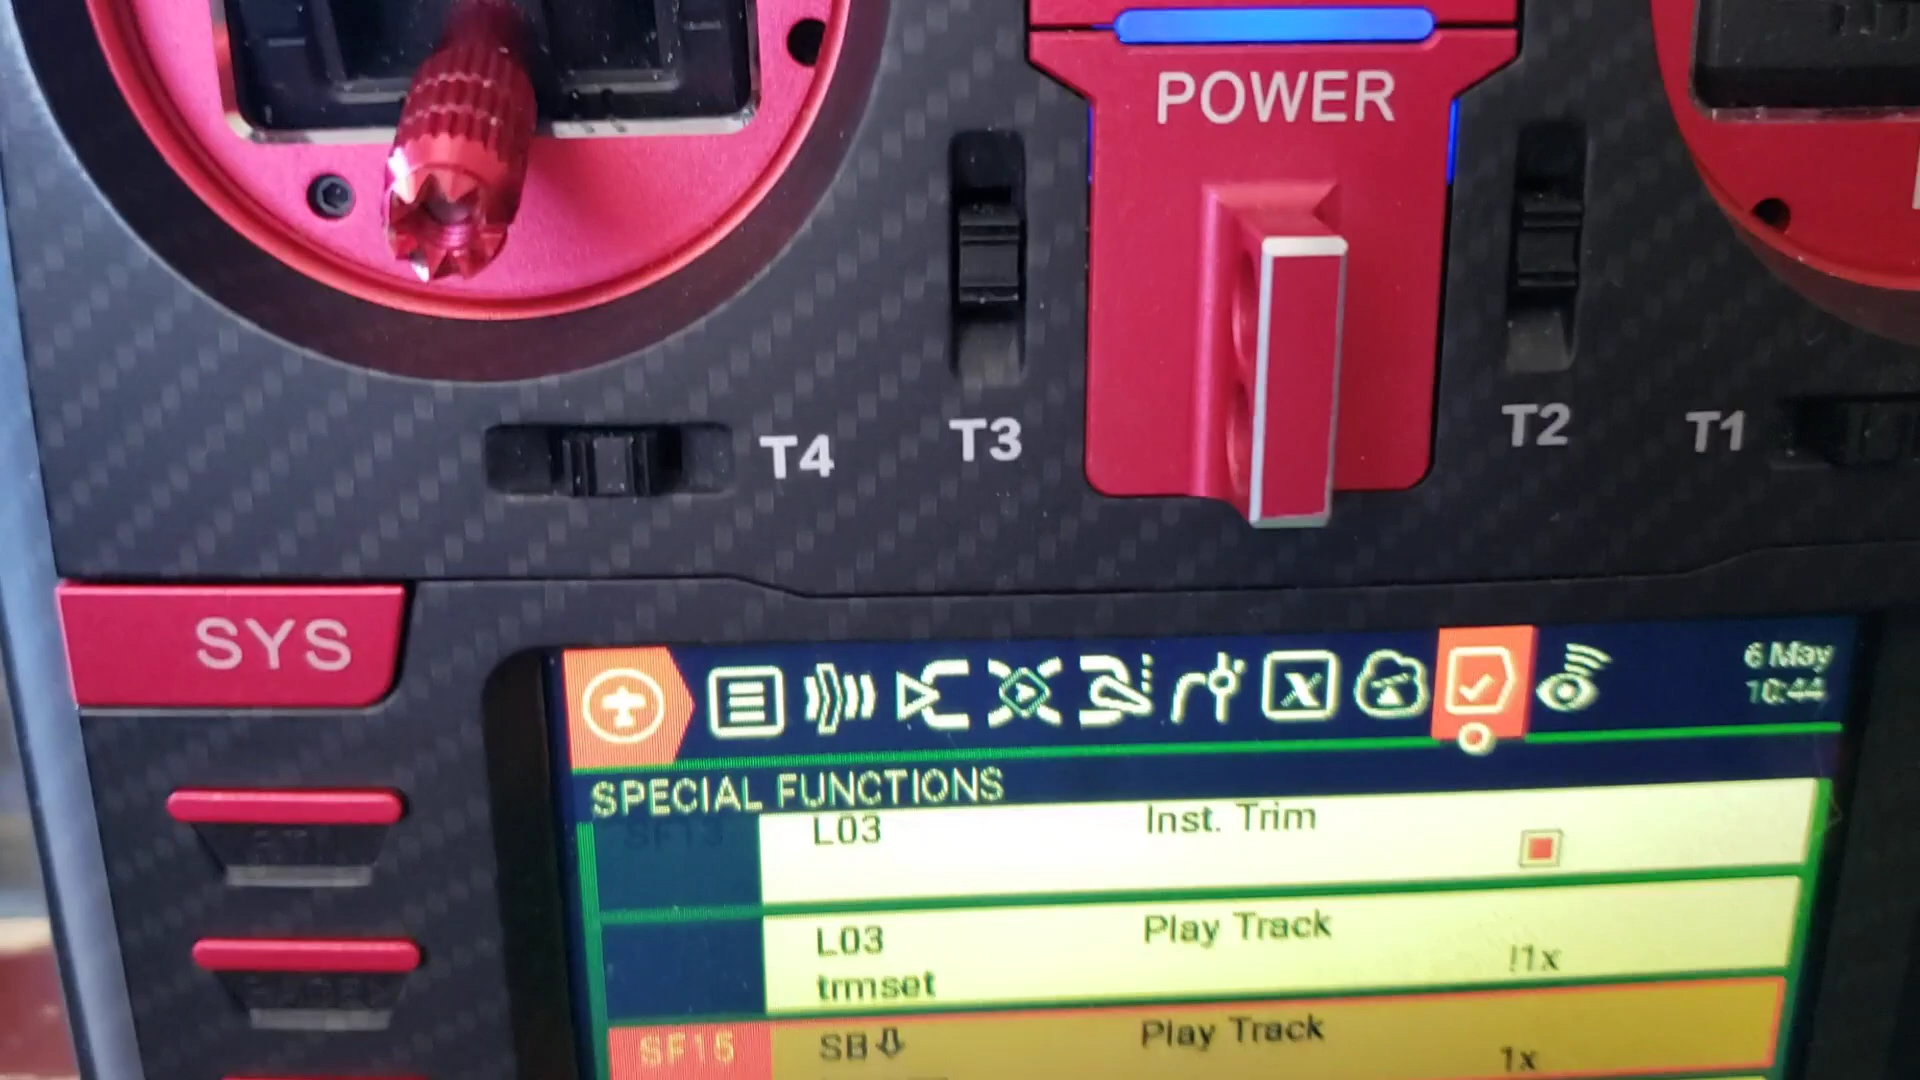 POWER
T4
T3
T2
T1
SYS
6 May
10:44
SPECIAL FUNCTIONS
SF13
L03
Inst. Trim
L03
Play Track
!1x
trmset
SF15
SB
Play Track
1x